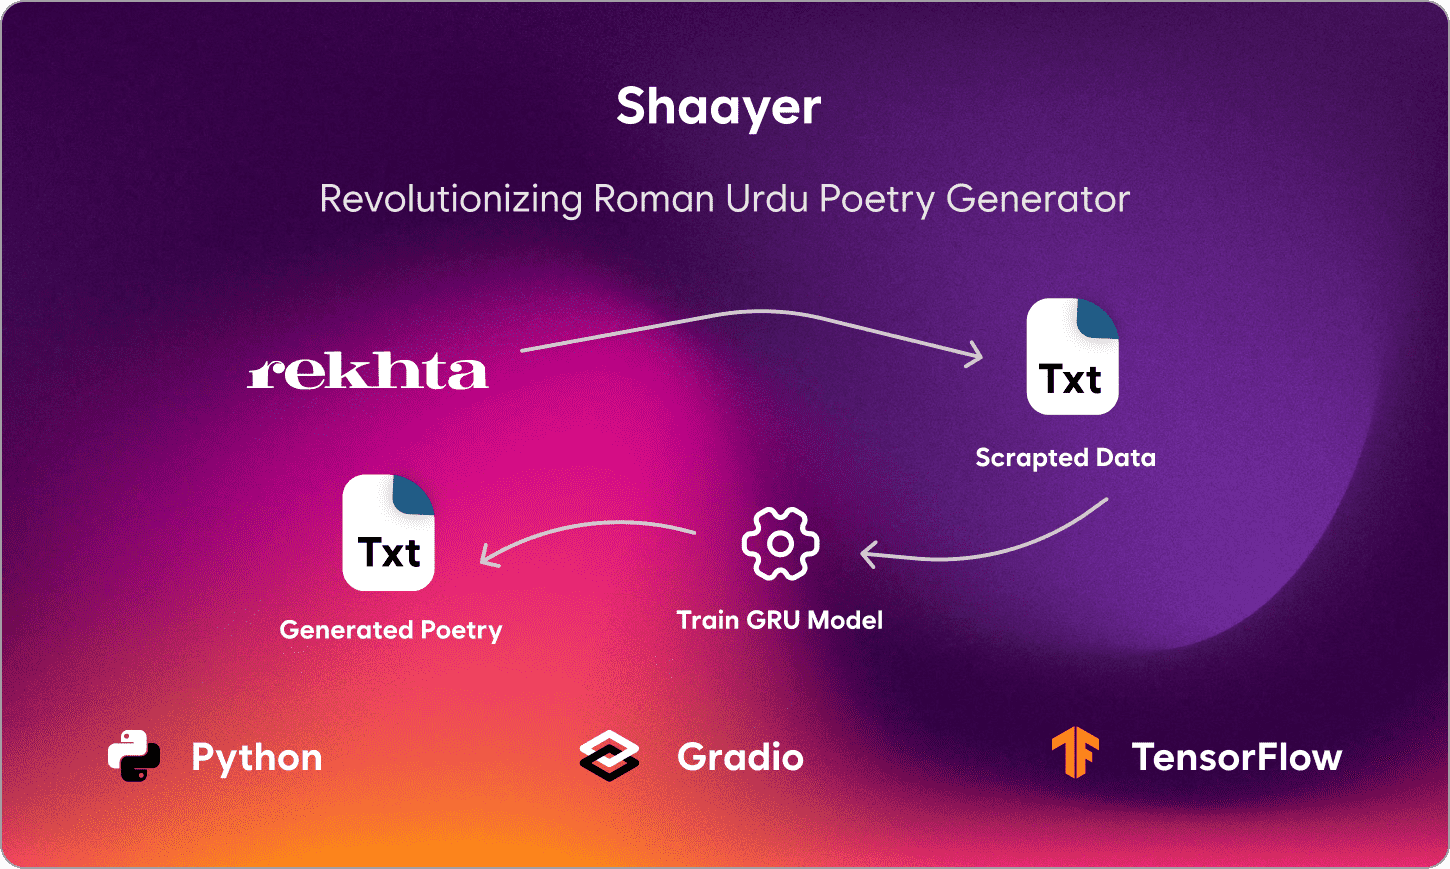 Shaayer
Revolutionizing Roman Urdu Poetry Generator
rekhta
Txt
Scrapted Data
Txt
Generated Poetry
Train GRU Model
Python
Gradio
TensorFlow